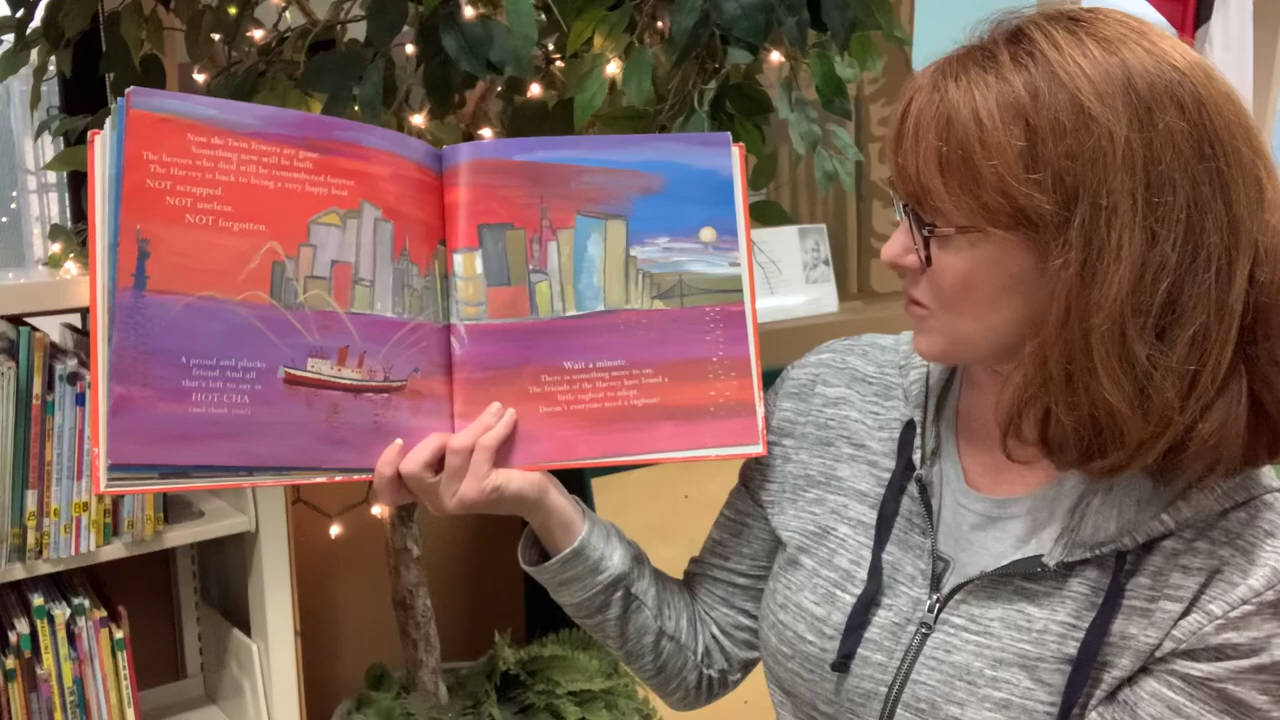 Now the Twin Towers are gone.
Something new will be built.
The heroes who died will be remembered forever.
The Harvey is back to being a very happy boat.
NOT scrapped.
NOT useless.
NOT forgotten.
A proud and plucky
friend. And all
that's left to say is
HOT-CHA
(and thank you!)
Wait a minute.
There is something more to say.
The friends of the Harvey have found a
little tugboat to adopt.
Doesn't everyone need a tugboat?